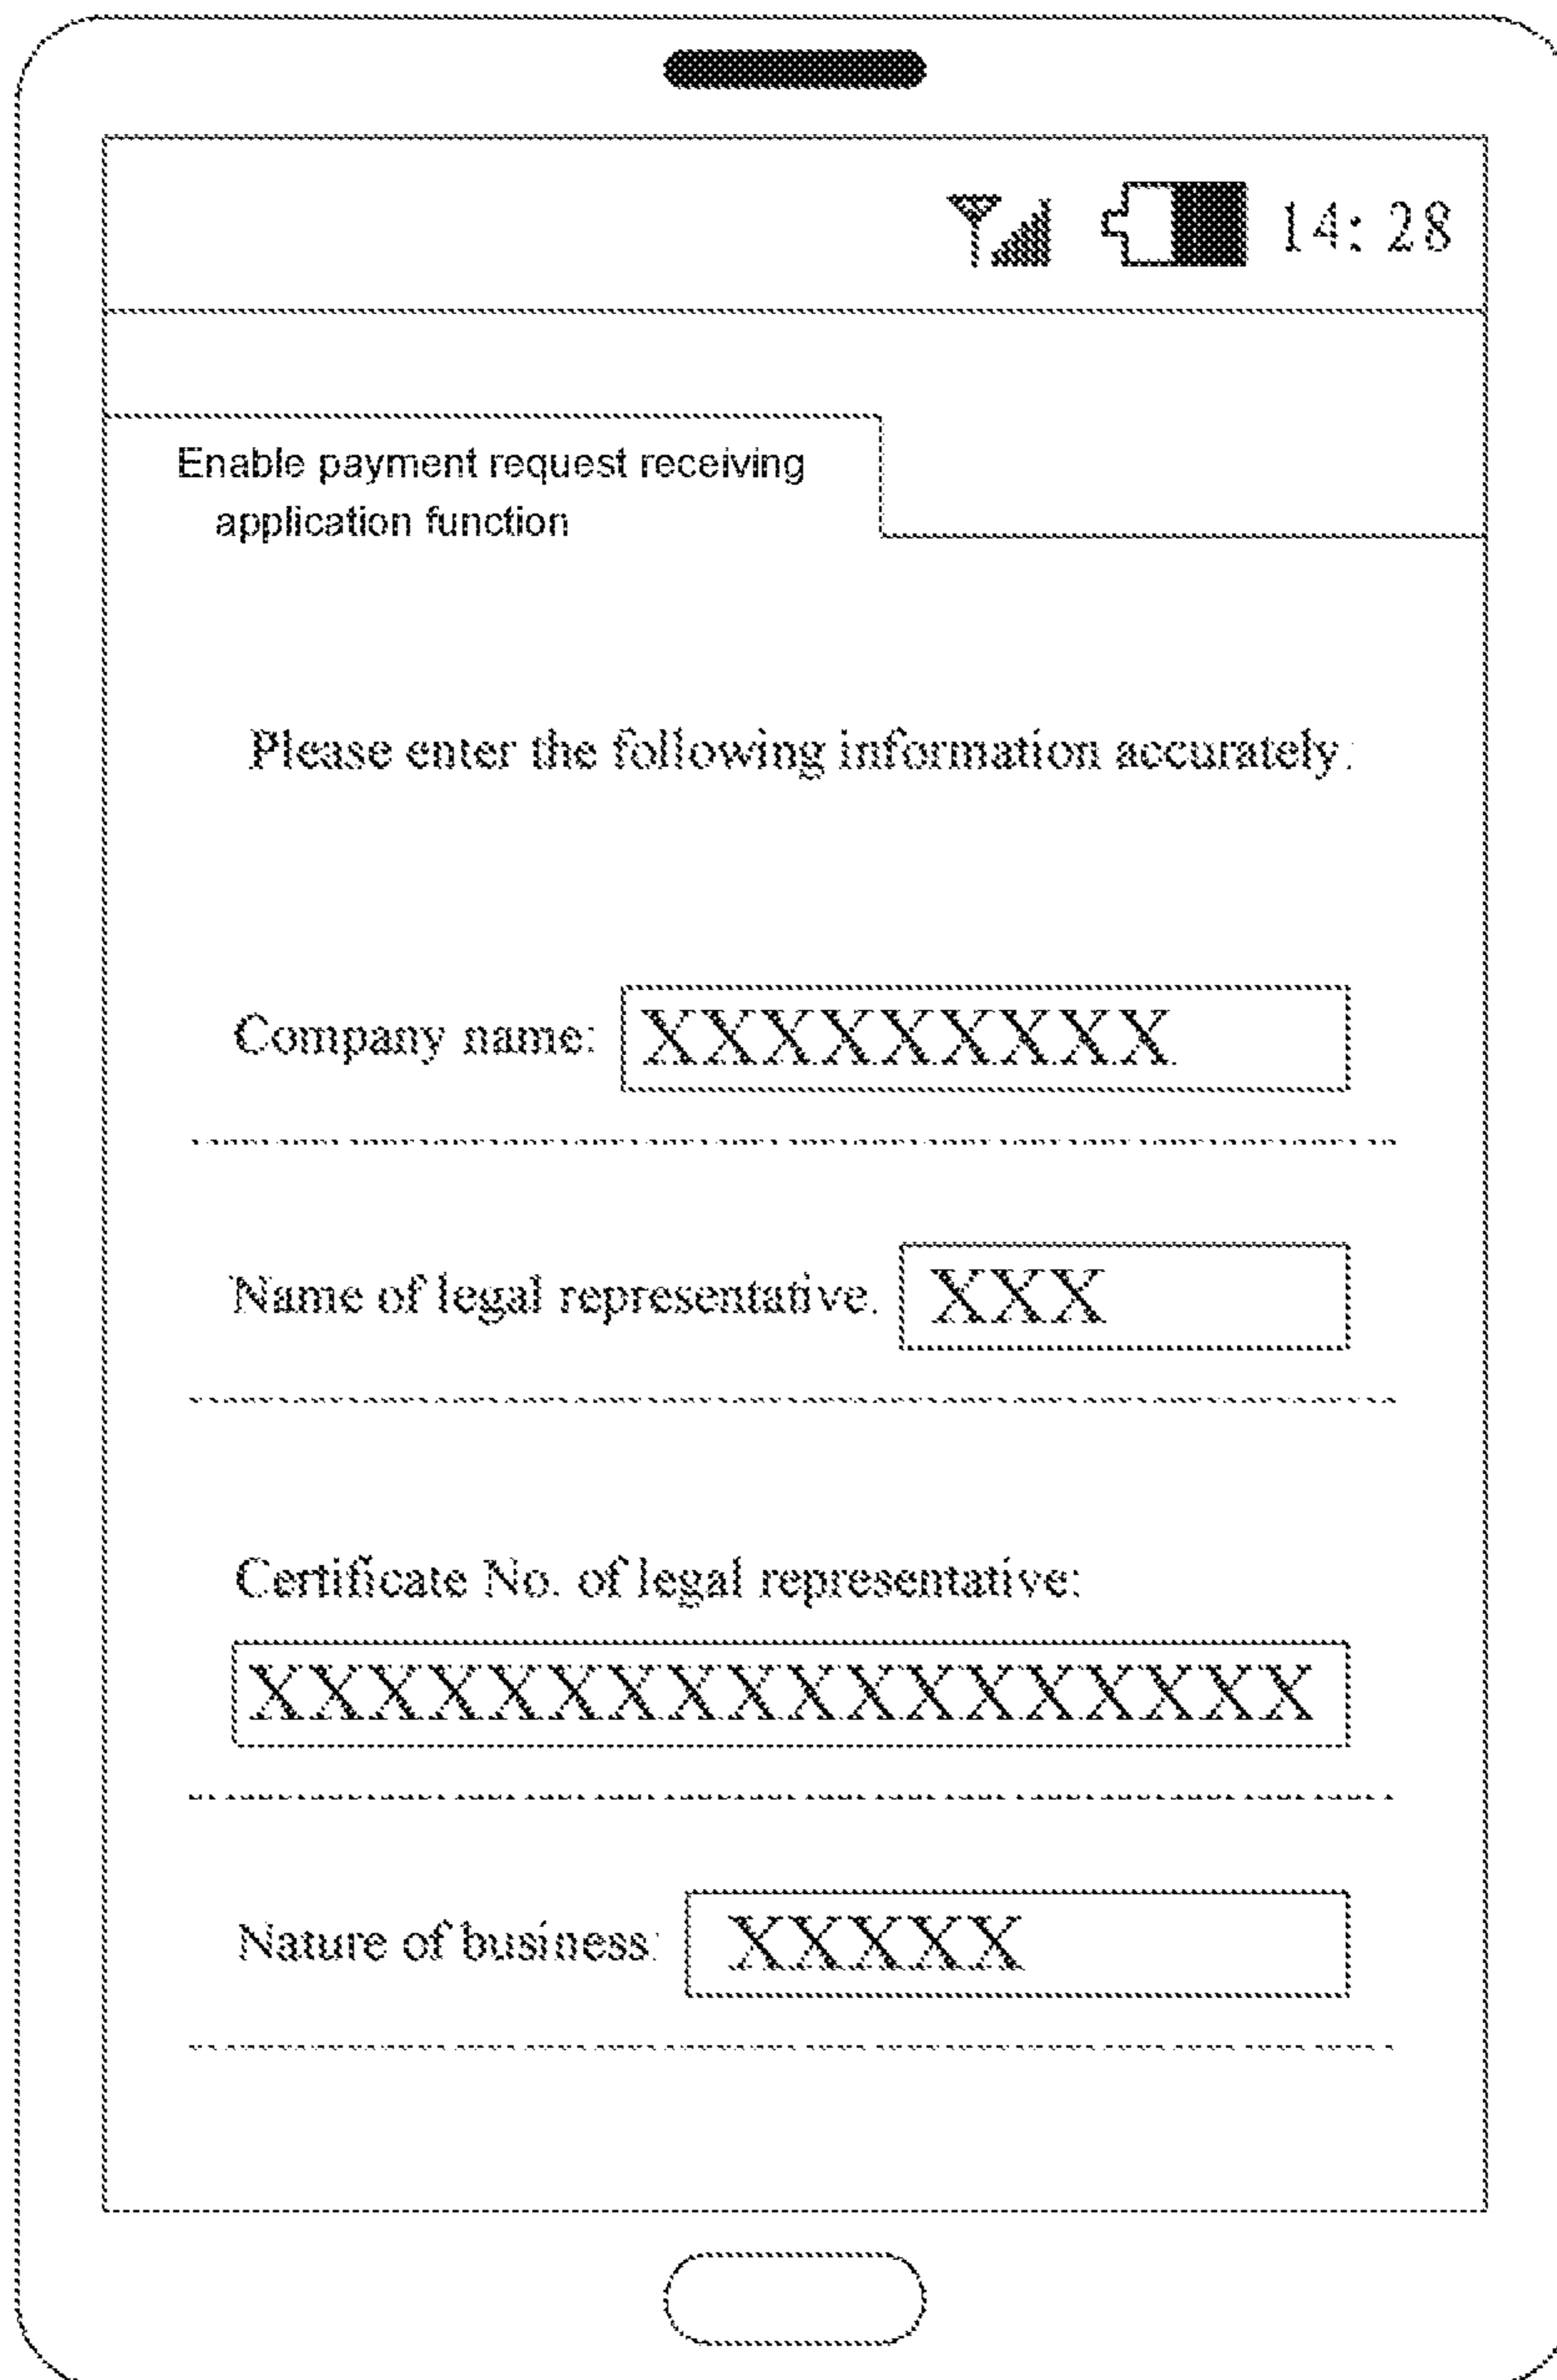 14: 28
Enable payment request receiving
application function
Please enter the following information accurately:
Company name: XXXXXXXXX
Name of legal representative: XXX
Certificate No. of legal representative:
XXXXXXXXXXXXXXXXXX
Nature of business: XXXXX